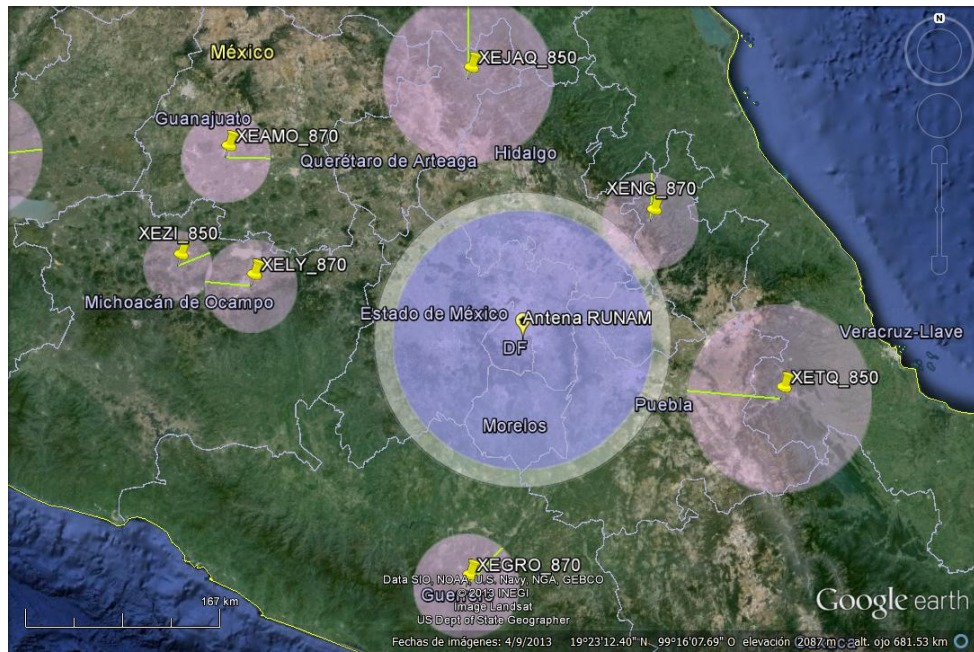 N
México
XEJAQ_850
Guanajuato
XEAMO_870
Querétaro de Arteaga
Hidalgo
XENG_870
XEZI_850
XELY_870
Michoacán de Ocampo
Estado de México
Antena RUNAM
DF
Veracruz-Llave
XETQ_850
Puebla
Morelos
XEGRO_870
Data SIO, NOAA, U.S. Navy, NGA, GEBCO
© 2013 INEGI
Image Landsat
US Dept of State Geographer
167 km
Google earth
Fechas de imágenes: 4/9/2013 19°23'12.40" N 99°16'07.69" O elevación 2087 m alt. ojo 681.53 km